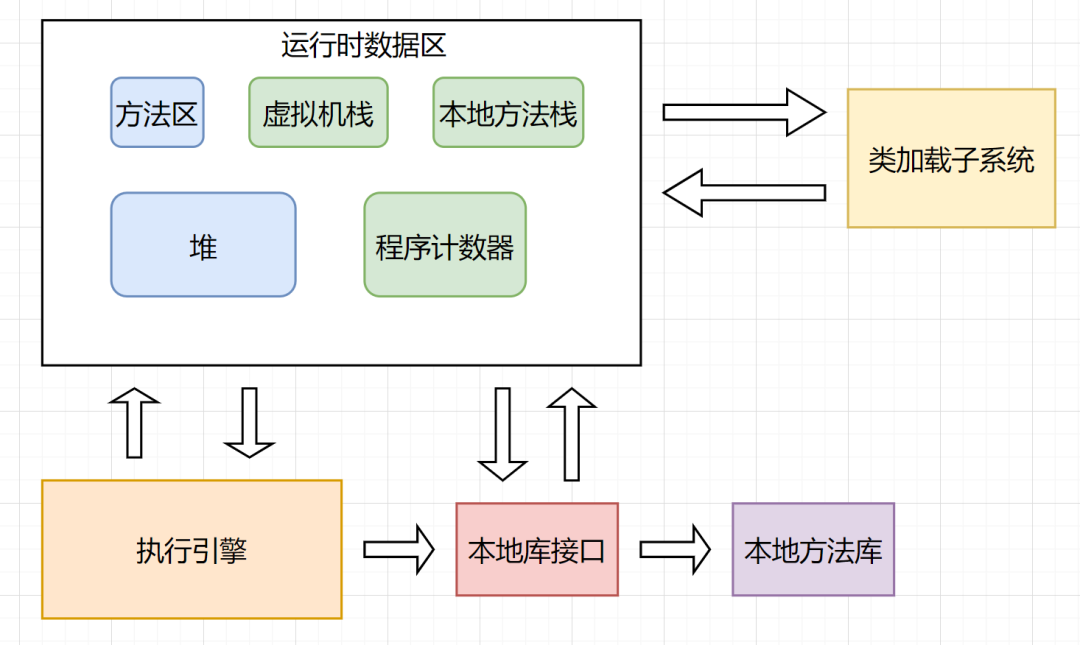 运行时数据区
方法区
虚拟机栈
本地方法栈
类加载子系统
堆
程序计数器
执行引擎
本地库接口
本地方法库